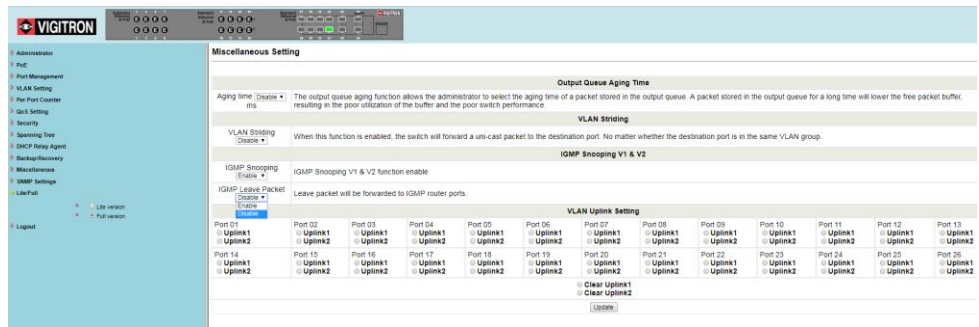 VIGITRON
Administrator
PoE
Port Management
VLAN Setting
Per Port Counter
QoS Setting
Security
Spanning Tree
DHCP Relay Agent
Backup/Recovery
Miscellaneous
SNMP Settings
Lite/Full
Lite version
Full version
Logout
Miscellaneous Setting
Output Queue Aging Time
Aging time Disable ms
The output queue aging function allows the administrator to select the aging time of a packet stored in the output queue. A packet stored in the output queue for a long time will lower the free packet buffer,
resulting in the poor utilization of the buffer and the poor switch performance.
VLAN Striding
VLAN Striding Disable
When this function is enabled, the switch will forward a uni-cast packet to the destination port. No matter whether the destination port is in the same VLAN group.
IGMP Snooping V1 & V2
IGMP Snooping Enable
IGMP Snooping V1 & V2 function enable
IGMP Leave Packet Disable
Enable
Disable
Leave packet will be forwarded to IGMP router ports.
VLAN Uplink Setting
Port 01 Port 02 Port 03 Port 04 Port 05 Port 06 Port 07 Port 08 Port 09 Port 10 Port 11 Port 12 Port 13
Uplink1 Uplink1 Uplink1 Uplink1 Uplink1 Uplink1 Uplink1 Uplink1 Uplink1 Uplink1 Uplink1 Uplink1 Uplink1
Uplink2 Uplink2 Uplink2 Uplink2 Uplink2 Uplink2 Uplink2 Uplink2 Uplink2 Uplink2 Uplink2 Uplink2 Uplink2
Port 14 Port 15 Port 16 Port 17 Port 18 Port 19 Port 20 Port 21 Port 22 Port 23 Port 24 Port 25 Port 26
Uplink1 Uplink1 Uplink1 Uplink1 Uplink1 Uplink1 Uplink1 Uplink1 Uplink1 Uplink1 Uplink1 Uplink1 Uplink1
Uplink2 Uplink2 Uplink2 Uplink2 Uplink2 Uplink2 Uplink2 Uplink2 Uplink2 Uplink2 Uplink2 Uplink2 Uplink2
Clear Uplink1
Clear Uplink2
Update